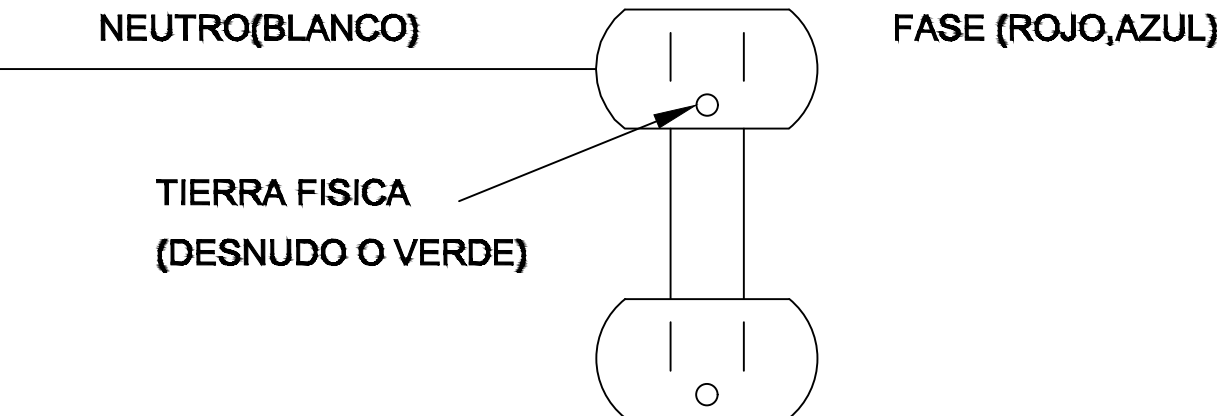 NEUTRO(BLANCO)
FASE (ROJO,AZUL)
TIERRA FISICA
(DESNUDO O VERDE)